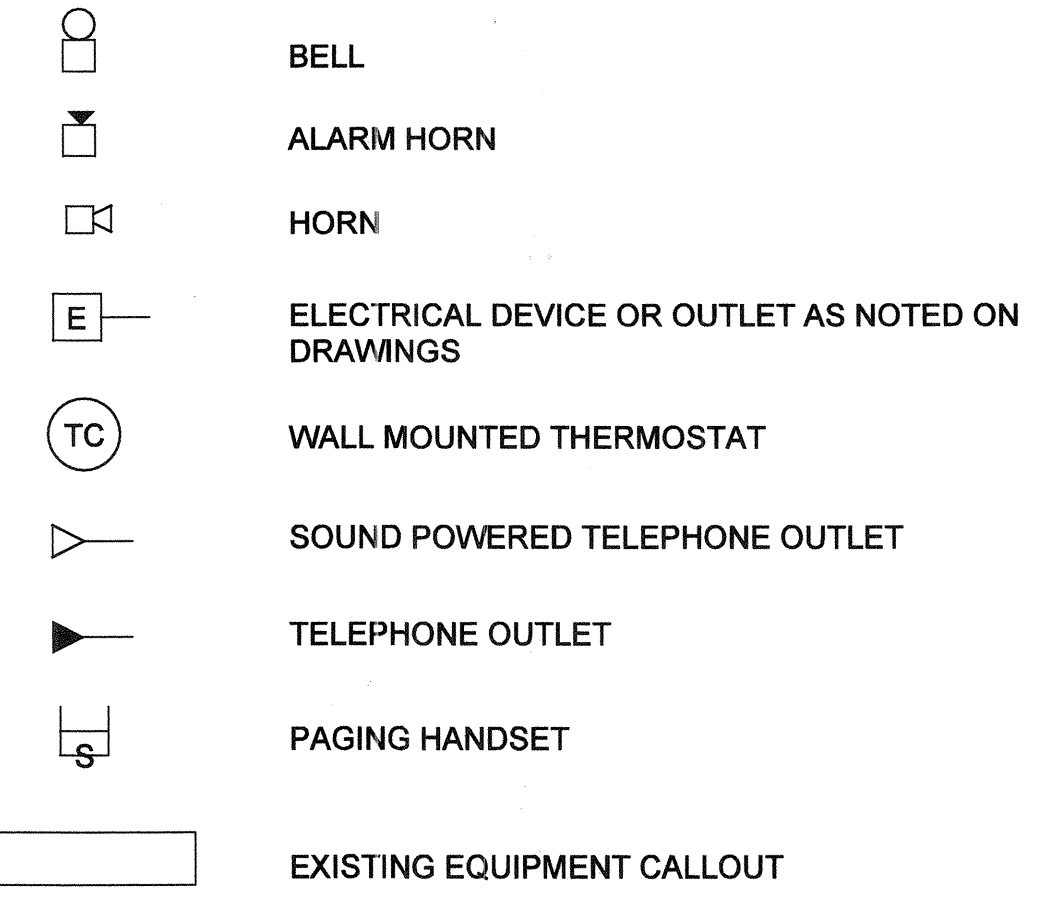 BELL
ALARM HORN
HORN
E ELECTRICAL DEVICE OR OUTLET AS NOTED ON
DRAWINGS
TC WALL MOUNTED THERMOSTAT
SOUND POWERED TELEPHONE OUTLET
TELEPHONE OUTLET
S PAGING HANDSET
EXISTING EQUIPMENT CALLOUT